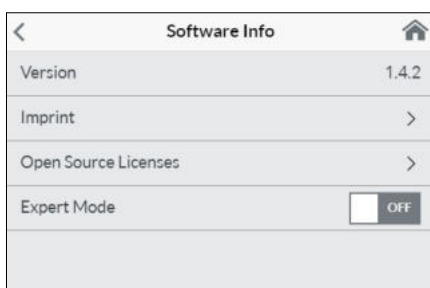 Software Info
Version 1.4.2
Imprint
Open Source Licenses
Expert Mode OFF